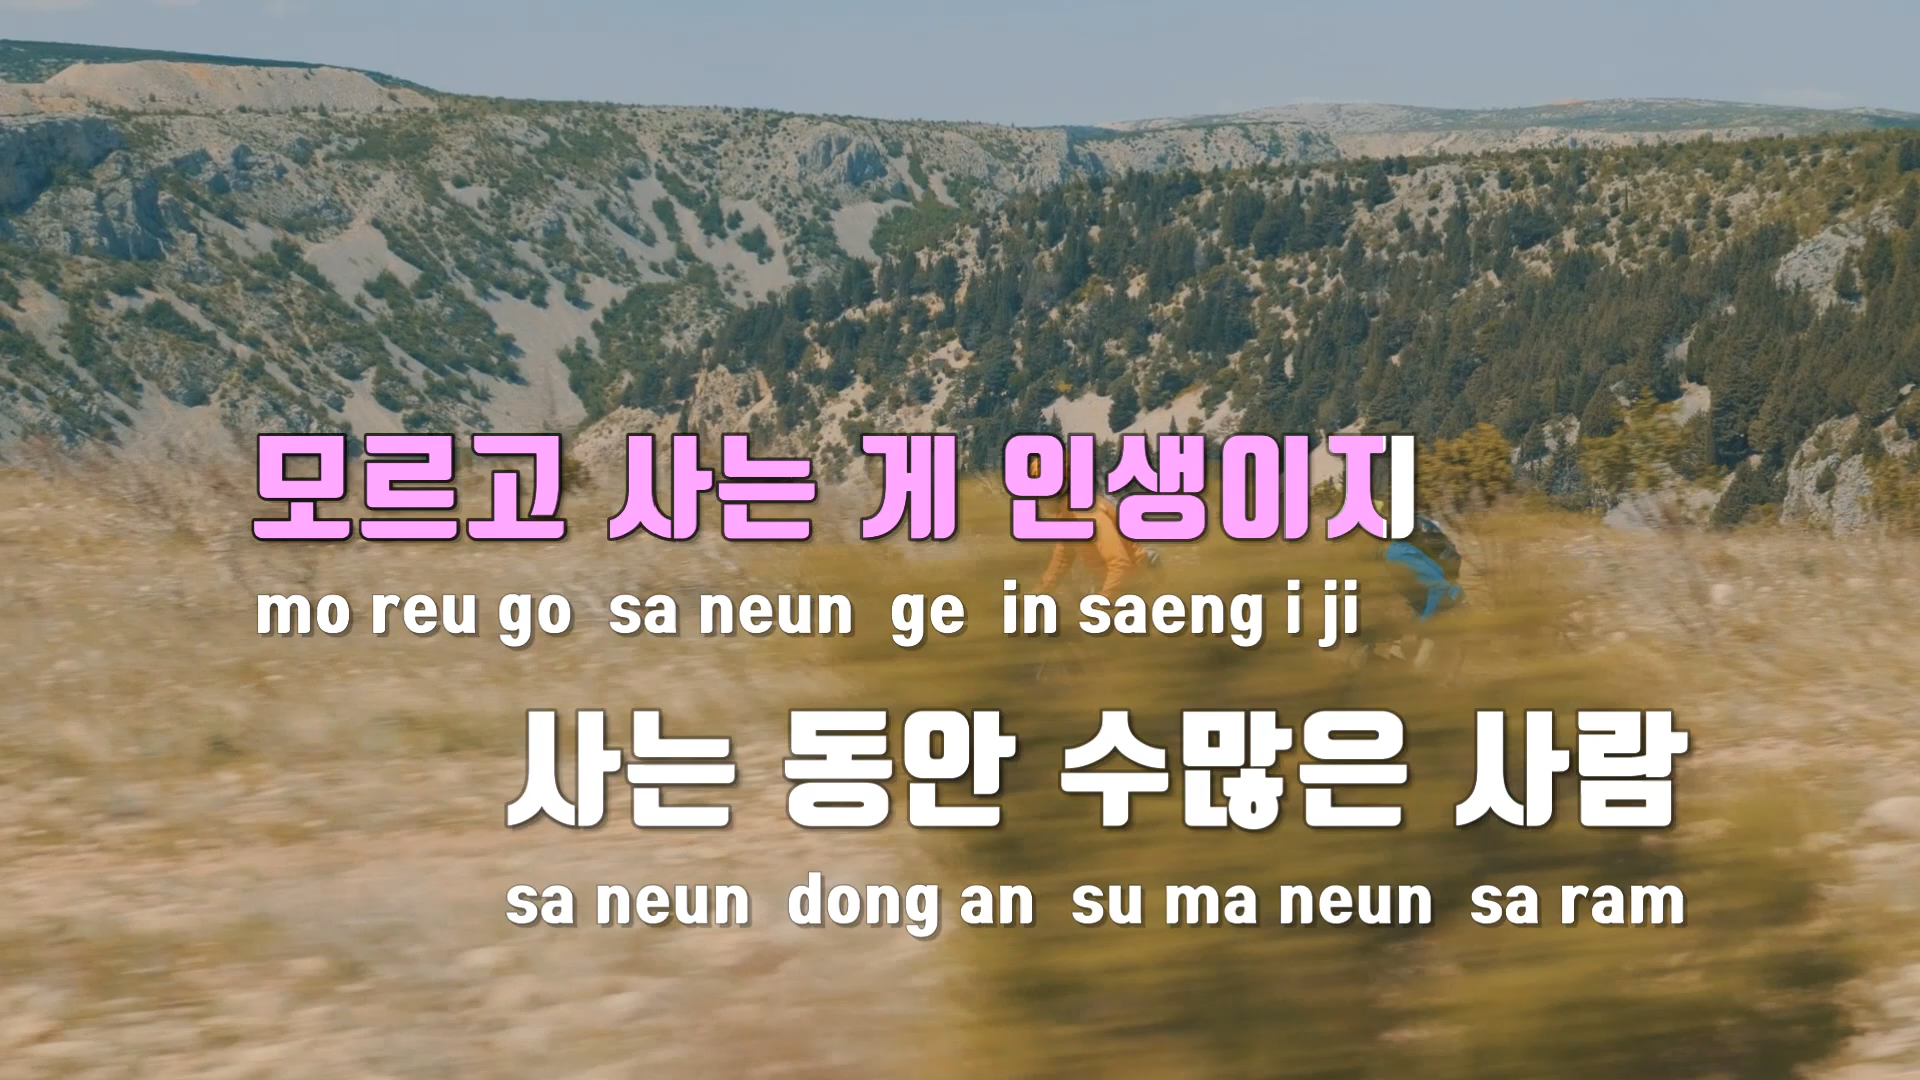 모르고 사는 게 인생이지
mo reu go sa neun ge in saeng i ji
사는 동안 수많은 사람
sa neun dong an su ma neun sa ram